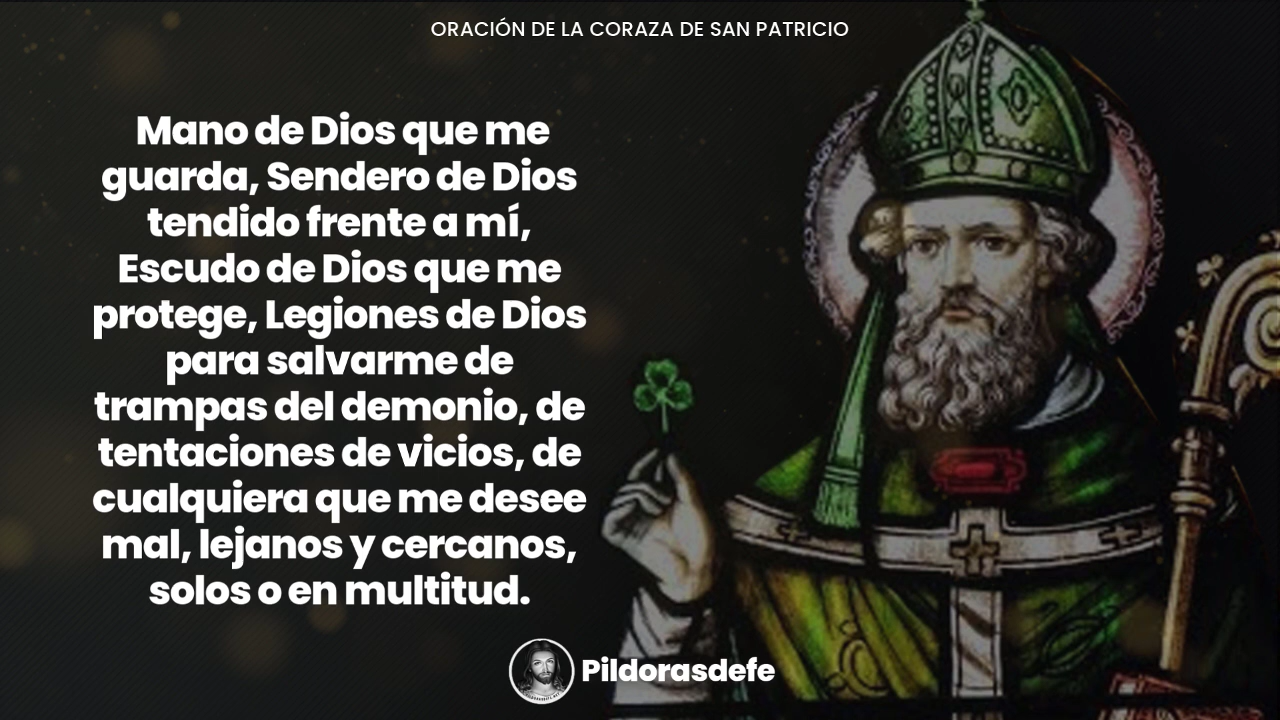 ORACIÓN DE LA CORAZA DE SAN PATRICIO
Mano de Dios que me
guarda, Sendero de Dios
tendido frente a mí,
Escudo de Dios que me
protege, Legiones de Dios
para salvarme de
trampas del demonio, de
tentaciones de vicios, de
cualquiera que me desee
mal, lejanos y cercanos,
solos o en multitud.
Pildorasdefe